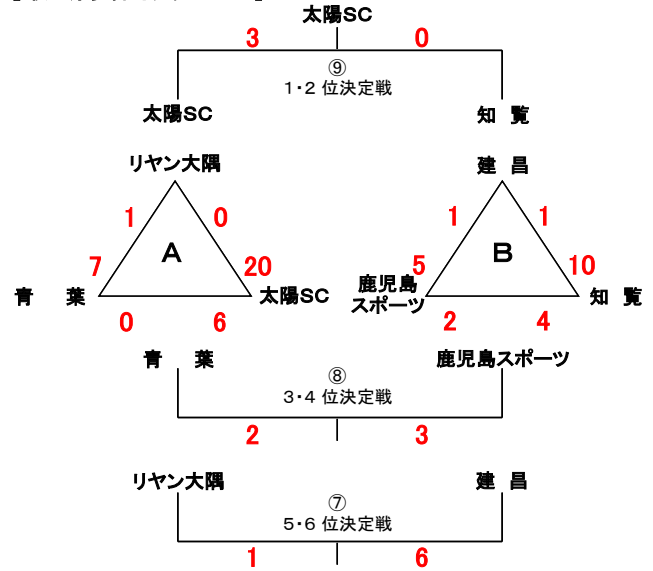 太陽SC
3 0
⑨
1・2 位決定戦
太陽SC 知 覧
リヤン大隅 建 昌
1 0 1 1
A B
7 20 5 10
青 葉 太陽SC 鹿児島
スポーツ 知 覧
0 6 2 4
青 葉 鹿児島スポーツ
⑧
3・4 位決定戦
2 3
リヤン大隅 建 昌
⑦
5・6 位決定戦
1 6